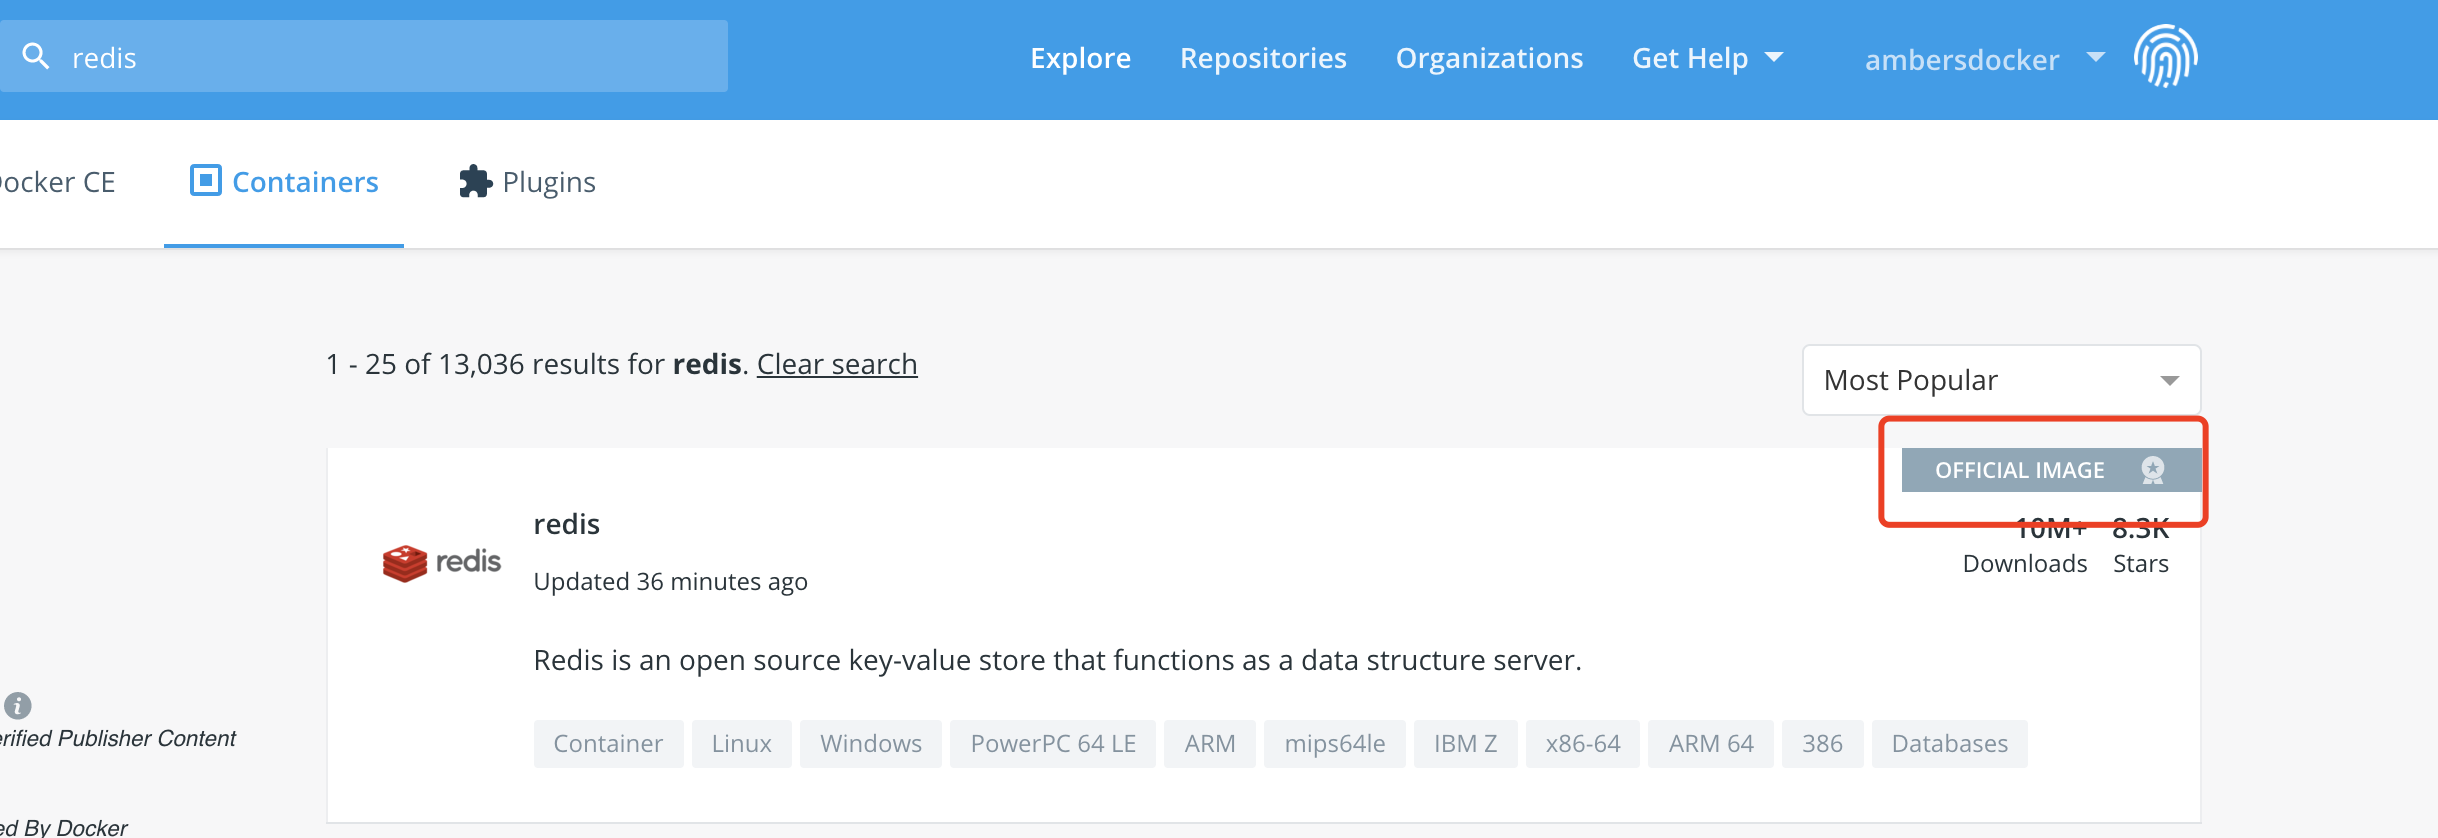 redis
Explore Repositories Organizations Get Help ambersdocker
Docker CE Containers Plugins
1 - 25 of 13,036 results for redis. Clear search
Most Popular
OFFICIAL IMAGE
redis
redis
10M+ 8.3K
Downloads Stars
Updated 36 minutes ago
Redis is an open source key-value store that functions as a data structure server.
Container Linux Windows PowerPC 64 LE ARM mips64le IBM Z x86-64 ARM 64 386 Databases
i
erified Publisher Content
ed By Docker